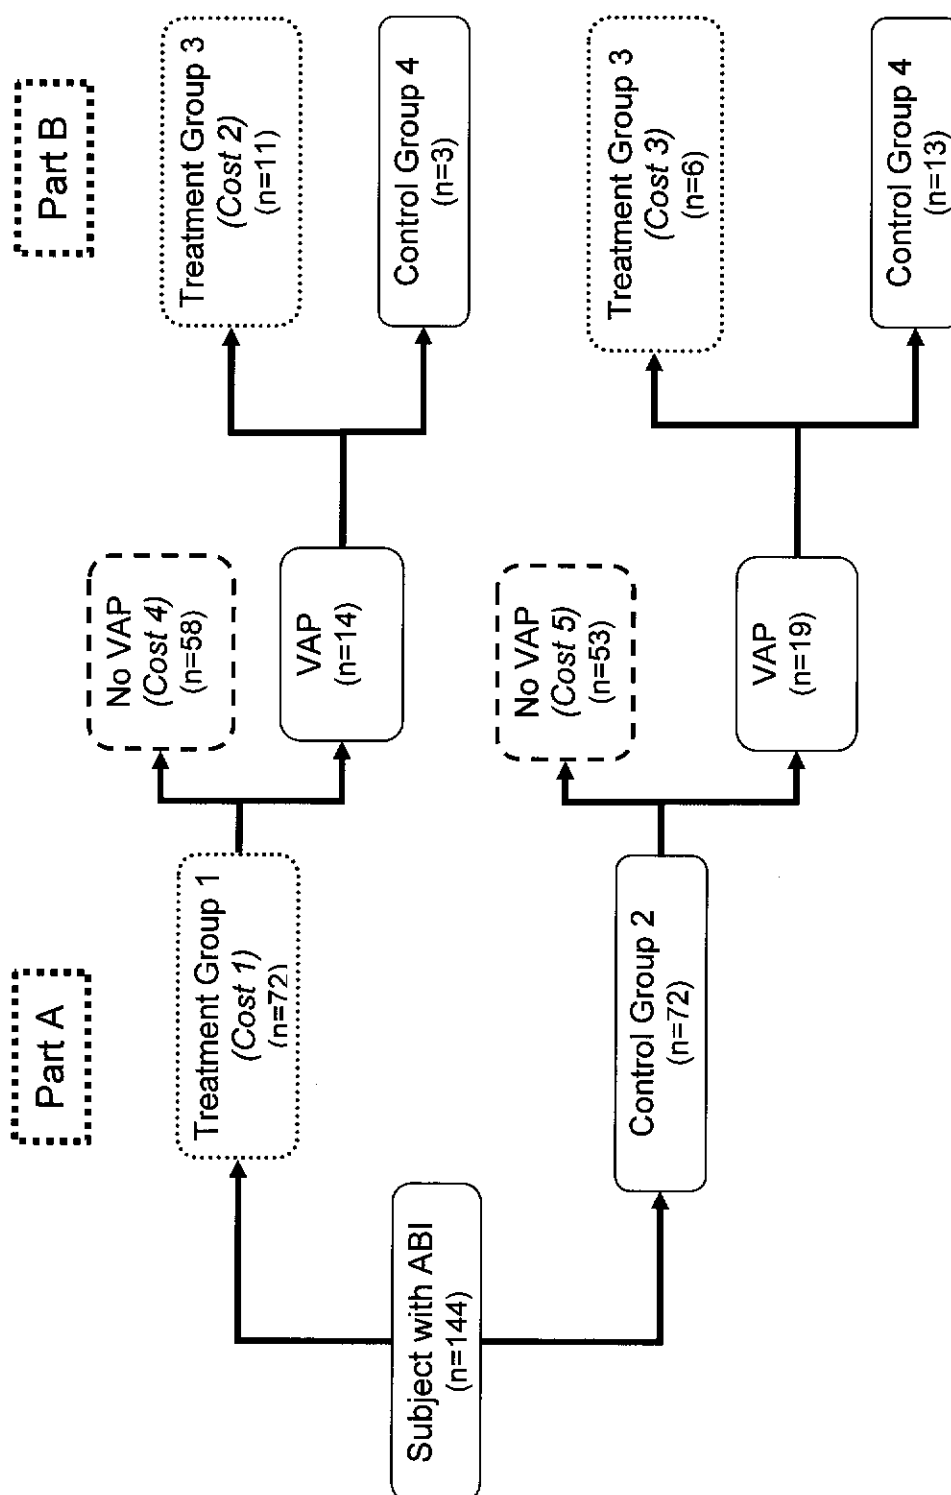 Part A
Part B
Subject with ABI
(n=144)
Treatment Group 1
(Cost 1)
(n=72)
Control Group 2
(n=72)
No VAP
(Cost 4)
(n=58)
VAP
(n=14)
No VAP
(Cost 5)
(n=53)
VAP
(n=19)
Treatment Group 3
(Cost 2)
(n=11)
Control Group 4
(n=3)
Treatment Group 3
(Cost 3)
(n=6)
Control Group 4
(n=13)